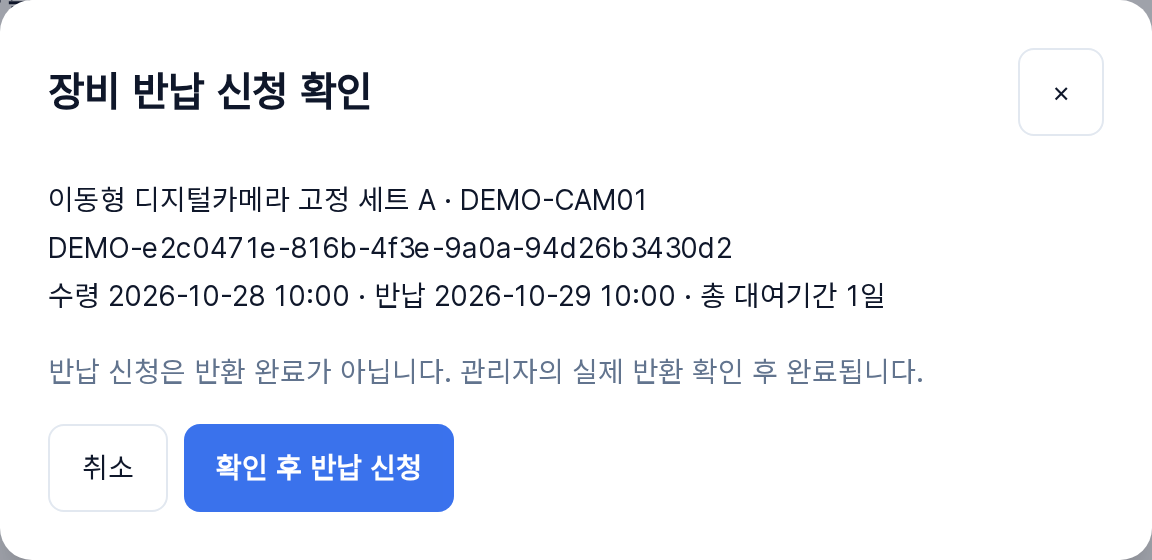 장비 반납 신청 확인
×
이동형 디지털카메라 고정 세트 A · DEMO-CAM01
DEMO-e2c0471e-816b-4f3e-9a0a-94d26b3430d2
수령 2026-10-28 10:00 · 반납 2026-10-29 10:00 · 총 대여기간 1일
반납 신청은 반환 완료가 아닙니다. 관리자의 실제 반환 확인 후 완료됩니다.
취소
확인 후 반납 신청